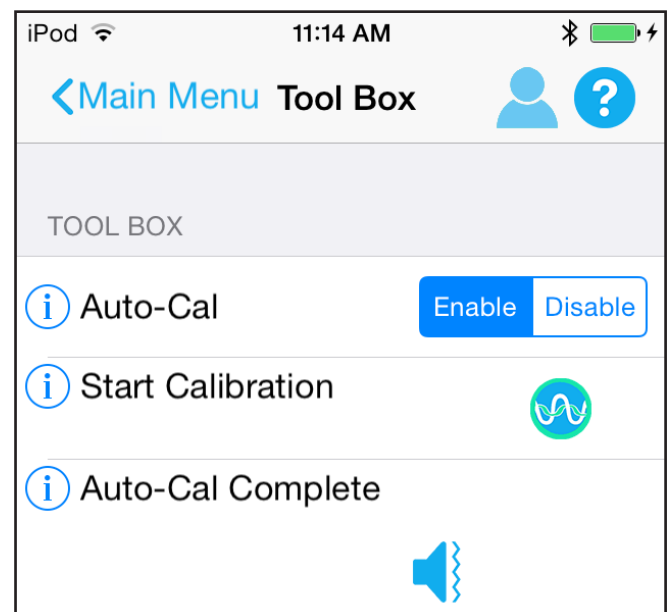 iPod 11:14 AM
Main Menu Tool Box ?
TOOL BOX
i Auto-Cal Enable Disable
i Start Calibration
i Auto-Cal Complete